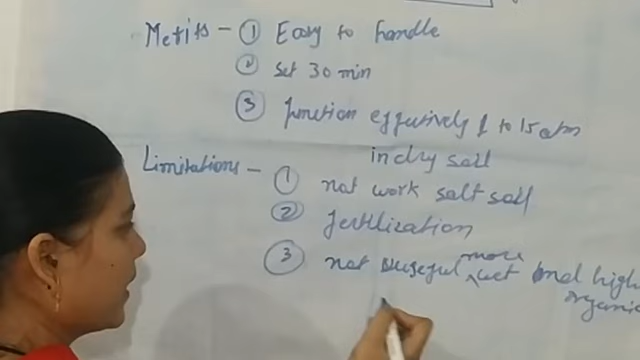 Merits - ① Easy to handle
② Set 30 min
③ function effectively 1 to 15 atm
in dry soil
Limitations - ① not work salt soil
② fertilization
③ not useful more wet and high
organic